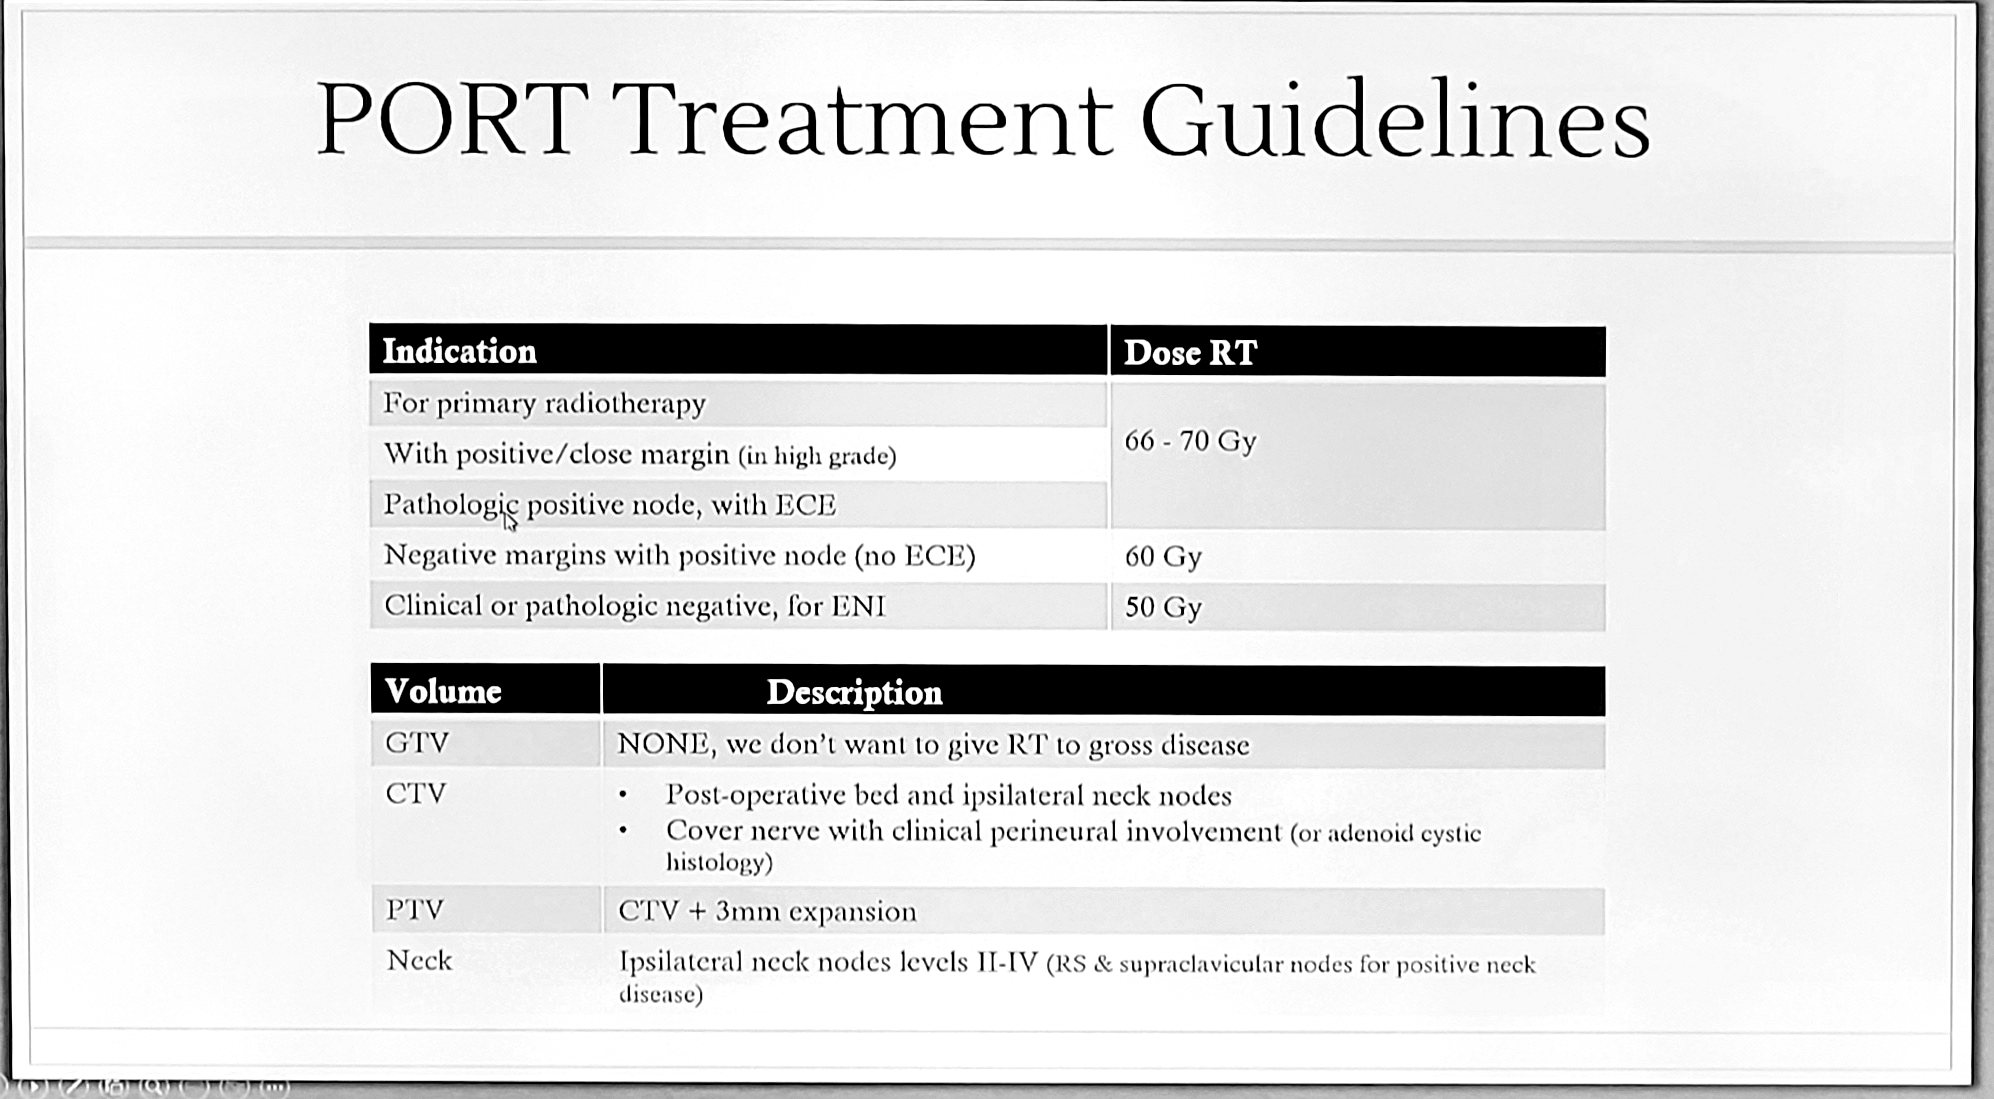 PORT Treatment Guidelines
Indication
Dose RT
For primary radiotherapy
66 - 70 Gy
With positive/close margin (in high grade)
Pathologic positive node, with ECE
Negative margins with positive node (no ECE)
60 Gy
Clinical or pathologic negative, for ENI
50 Gy
Volume
Description
GTV
NONE, we don't want to give RT to gross disease
CTV
• Post-operative bed and ipsilateral neck nodes
• Cover nerve with clinical perineural involvement (or adenoid cystic
histology)
PTV
CTV + 3mm expansion
Neck
Ipsilateral neck nodes levels II-IV (RS & supraclavicular nodes for positive neck
disease)